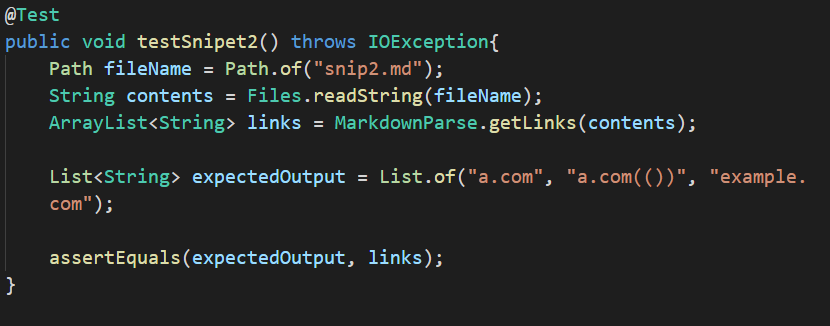 @Test
public void testSnipet2() throws IOException{
    Path fileName = Path.of("snip2.md");
    String contents = Files.readString(fileName);
    ArrayList<String> links = MarkdownParse.getLinks(contents);
    List<String> expectedOutput = List.of("a.com", "a.com(())", "example.
    com");
    assertEquals(expectedOutput, links);
}